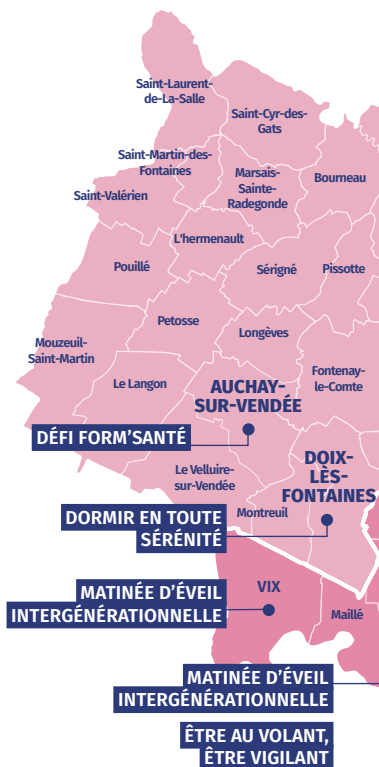 Saint-Laurent-
de-La-Salle
Saint-Cyr-des-
Gats
Saint-Martin-des-
Fontaines
Marsais-
Sainte-
Radegonde
Bourneau
Saint-Valérien
L'hermenault
Pouillé
Sérigné
Pissotte
Petosse
Longèves
Mouzeuil-
Saint-Martin
Fontenay-
le-Comte
Le Langon
AUCHAY-
SUR-VENDÉE
DÉFI FORM'SANTÉ
DOIX-
LÈS-
FONTAINES
Le Velluire-
sur-Vendée
Montreuil
DORMIR EN TOUTE
SÉRÉNITÉ
MATINÉE D'ÉVEIL
INTERGÉNÉRATIONNELLE
VIX
Maillé
MATINÉE D'ÉVEIL
INTERGÉNÉRATIONNELLE
ÊTRE AU VOLANT,
ÊTRE VIGILANT